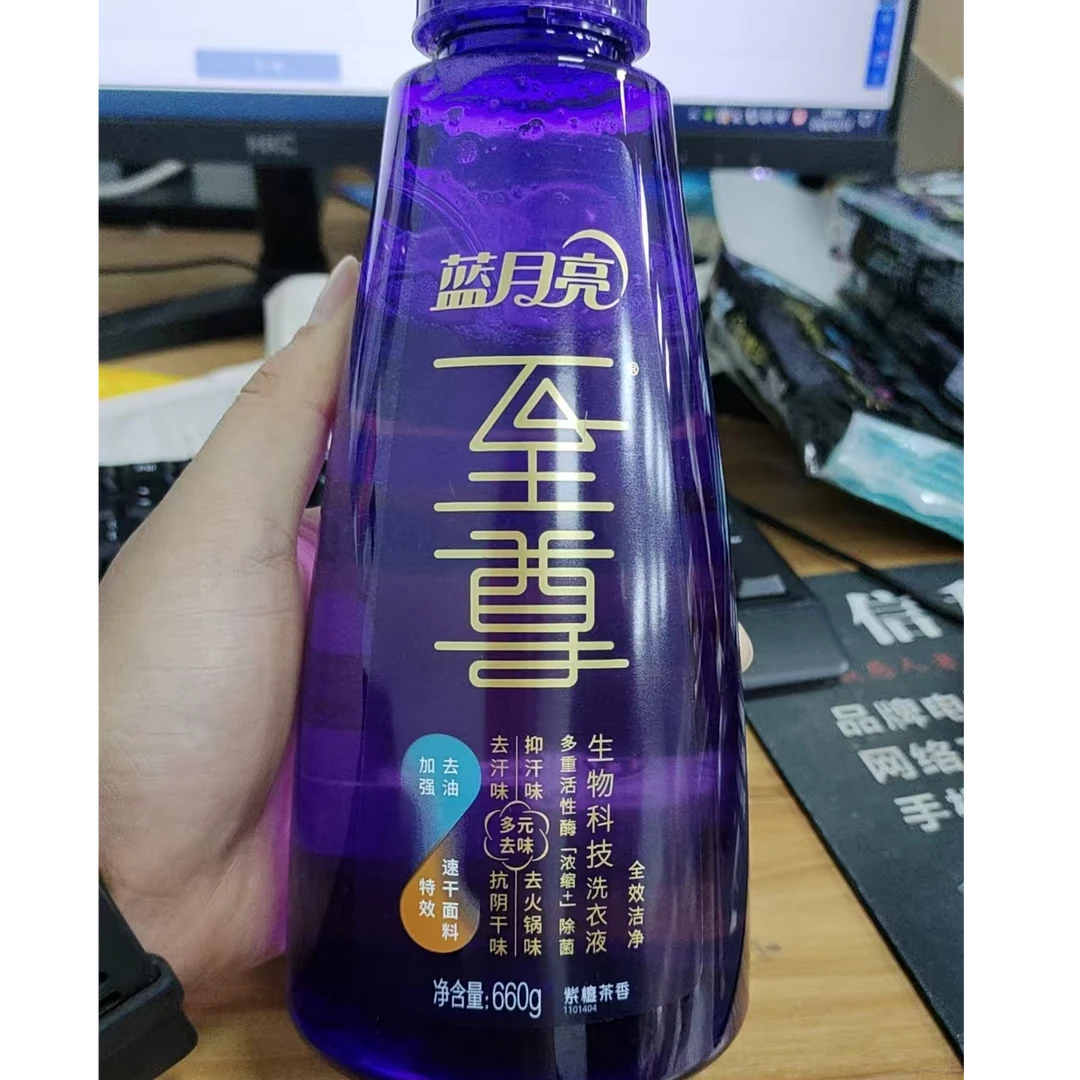 HKC
蓝月亮
至尊®
去油
加强
速干面料
特效
去汗味
抑汗味
多元
去味
抗阴干味
去火锅味
多重活性酶「浓缩+」除菌
生物科技洗衣液
全效洁净
净含量:660g
紫檀茶香
1101404
信
品牌电
网络
手机